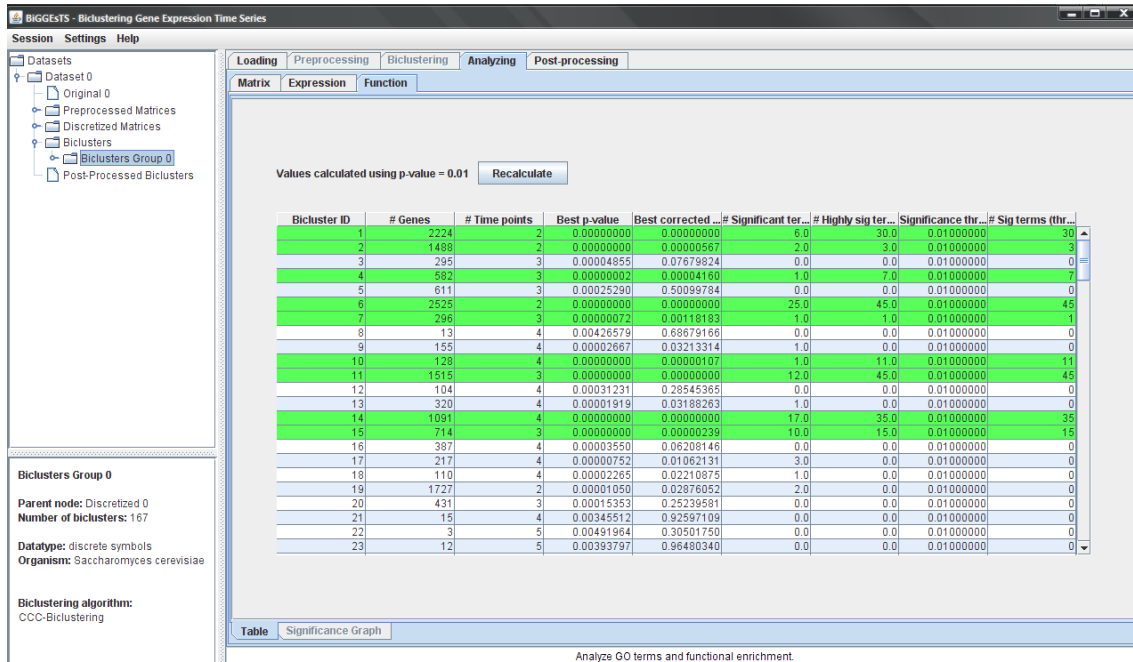 BiGGEsTS - Biclustering Gene Expression Time Series
Session Settings Help
Datasets
Dataset 0
Original 0
Preprocessed Matrices
Discretized Matrices
Biclusters
Biclusters Group 0
Post-Processed Biclusters
Biclusters Group 0
Parent node: Discretized 0
Number of biclusters: 167
Datatype: discrete symbols
Organism: Saccharomyces cerevisiae
Biclustering algorithm:
CCC-Biclustering
Loading Preprocessing Biclustering Analyzing Post-processing
Matrix Expression Function
Values calculated using p-value = 0.01 Recalculate
Bicluster ID # Genes # Time points Best p-value Best corrected ... # Significant ter... # Highly sig ter... Significance thr... # Sig terms (thr...
1 2224 2 0.00000000 0.00000000 6.0 30.0 0.01000000 30
2 1488 2 0.00000000 0.00000567 2.0 3.0 0.01000000 3
3 295 3 0.00004855 0.07679824 0.0 0.0 0.01000000 0
4 582 3 0.00000002 0.00004160 1.0 7.0 0.01000000 7
5 611 3 0.00025290 0.50099784 0.0 0.0 0.01000000 0
6 2525 2 0.00000000 0.00000000 25.0 45.0 0.01000000 45
7 296 3 0.00000072 0.00118183 1.0 1.0 0.01000000 1
8 13 4 0.00426579 0.68679166 0.0 0.0 0.01000000 0
9 155 4 0.00002667 0.03213314 1.0 0.0 0.01000000 0
10 128 4 0.00000000 0.00000107 1.0 11.0 0.01000000 11
11 1515 3 0.00000000 0.00000000 12.0 45.0 0.01000000 45
12 104 4 0.00031231 0.28545365 0.0 0.0 0.01000000 0
13 320 4 0.00001919 0.03188263 1.0 0.0 0.01000000 0
14 1091 4 0.00000000 0.00000000 17.0 35.0 0.01000000 35
15 714 3 0.00000000 0.00000239 10.0 15.0 0.01000000 15
16 387 4 0.00003550 0.06208146 0.0 0.0 0.01000000 0
17 217 4 0.00000752 0.01062131 3.0 0.0 0.01000000 0
18 110 4 0.00002265 0.02210875 1.0 0.0 0.01000000 0
19 1727 2 0.00001050 0.02876052 2.0 0.0 0.01000000 0
20 431 3 0.00015353 0.25239581 0.0 0.0 0.01000000 0
21 15 4 0.00345512 0.92597109 0.0 0.0 0.01000000 0
22 3 5 0.00491964 0.30501750 0.0 0.0 0.01000000 0
23 12 5 0.00393797 0.96480340 0.0 0.0 0.01000000 0
Table Significance Graph
Analyze GO terms and functional enrichment.